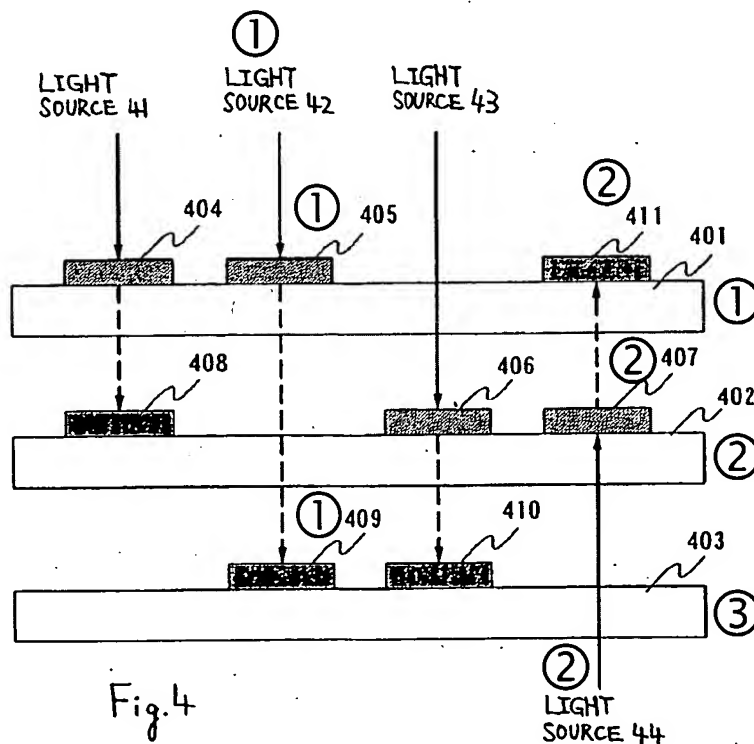 ①
LIGHT
SOURCE 41
LIGHT
SOURCE 42
LIGHT
SOURCE 43
②
404
①
405
411
401
①
408
406
②
407
402
②
①
409
410
403
③
②
LIGHT
SOURCE 44
Fig.4